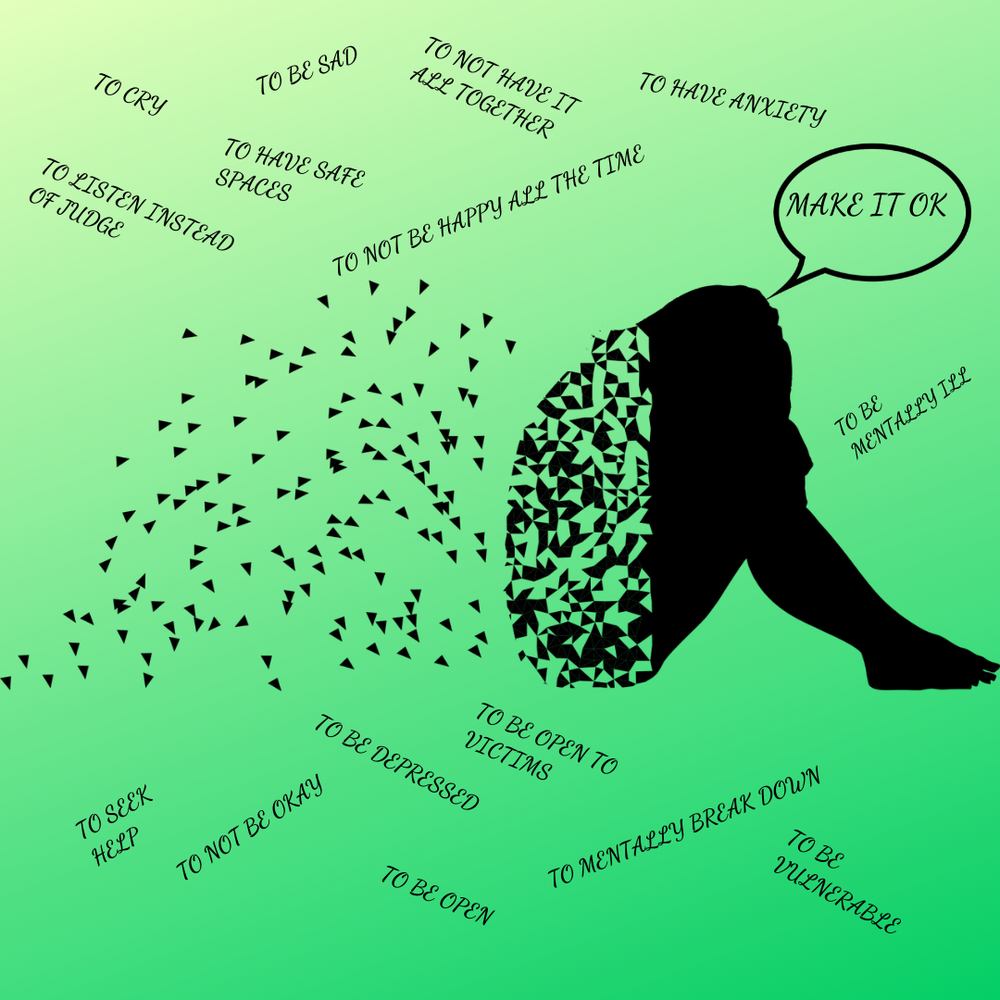 TO CRY
TO BE SAD
TO NOT HAVE IT
ALL TOGETHER
TO HAVE ANXIETY
TO HAVE SAFE
SPACES
TO LISTEN INSTEAD
OF JUDGE
TO NOT BE HAPPY ALL THE TIME
MAKE IT OK
TO BE
MENTALLY ILL
TO BE DEPRESSED
TO BE OPEN TO
VICTIMS
TO SEEK
HELP
TO NOT BE OKAY
TO MENTALLY BREAK DOWN
TO BE OPEN
TO BE
VULNERABLE